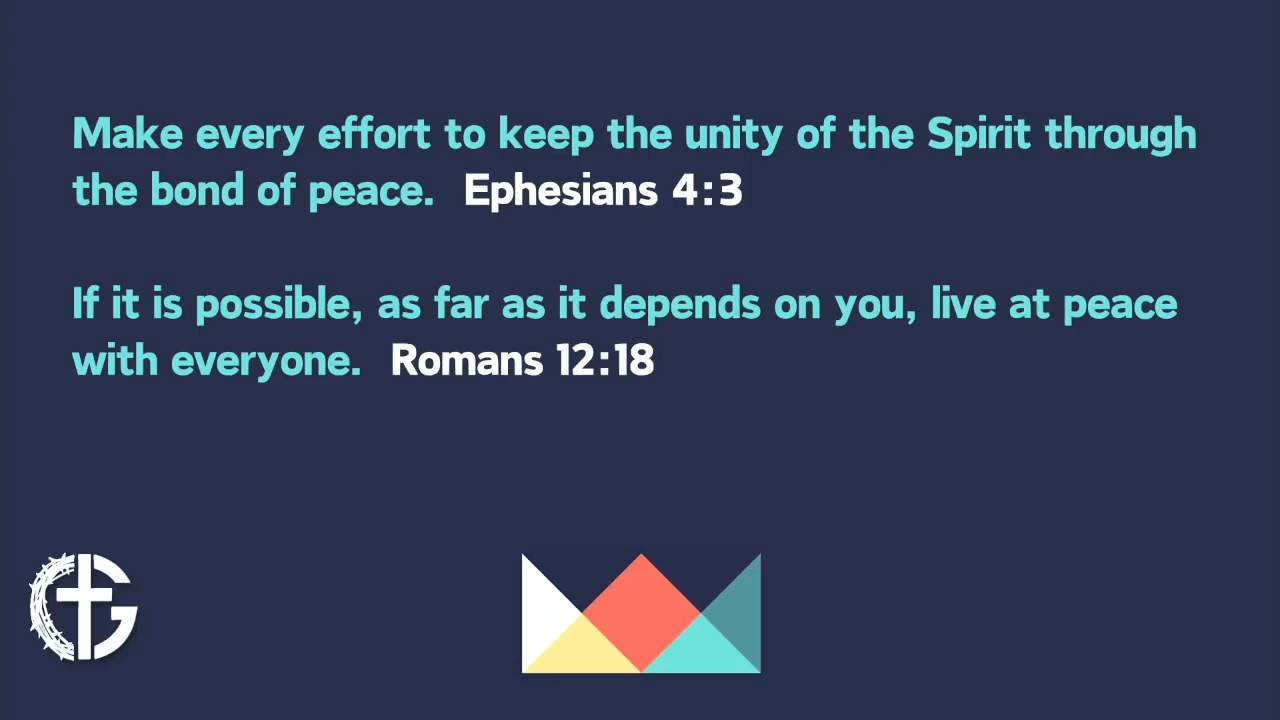 Make every effort to keep the unity of the Spirit through
the bond of peace. Ephesians 4:3
If it is possible, as far as it depends on you, live at peace
with everyone. Romans 12:18